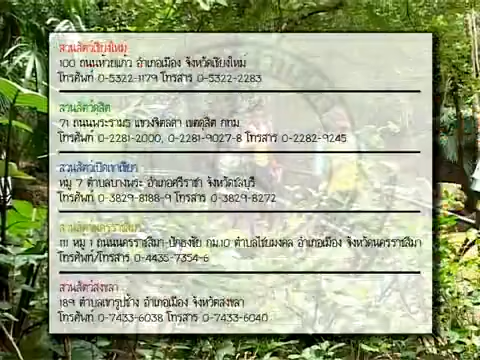 สวนสัตว์เชียงใหม่
100 ถนนห้วยแก้ว อำเภอเมือง จังหวัดเชียงใหม่
โทรศัพท์ 0-5322-1179 โทรสาร 0-5322-2283
สวนสัตว์ดุสิต
71 ถนนพระราม5 แขวงจิตลดา เขตดุสิต กทม.
โทรศัพท์ 0-2281-2000, 0-2281-9027-8 โทรสาร 0-2282-9245
สวนสัตว์เปิดเขาเขียว
หมู่ 7 ตำบลบางพระ อำเภอศรีราชา จังหวัดชลบุรี
โทรศัพท์ 0-3829-8188-9 โทรสาร 0-3829-8272
สวนสัตว์นครราชสีมา
111 หมู่ 1 ถนนนครราชสีมา-ปักธงชัย กม.10 ตำบลไชยมงคล อำเภอเมือง จังหวัดนครราชสีมา
โทรศัพท์/โทรสาร 0-4435-7354-6
สวนสัตว์สงขลา
189 ตำบลเขารูปช้าง อำเภอเมือง จังหวัดสงขลา
โทรศัพท์ 0-7433-6038 โทรสาร 0-7433-6040